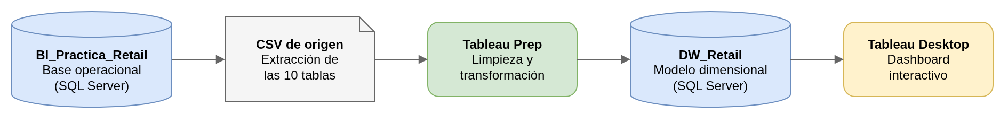 BI_Practica_Retail
Base operacional
(SQL Server)
CSV de origen
Extracción de
las 10 tablas
Tableau Prep
Limpieza y
transformación
DW_Retail
Modelo dimensional
(SQL Server)
Tableau Desktop
Dashboard
interactivo